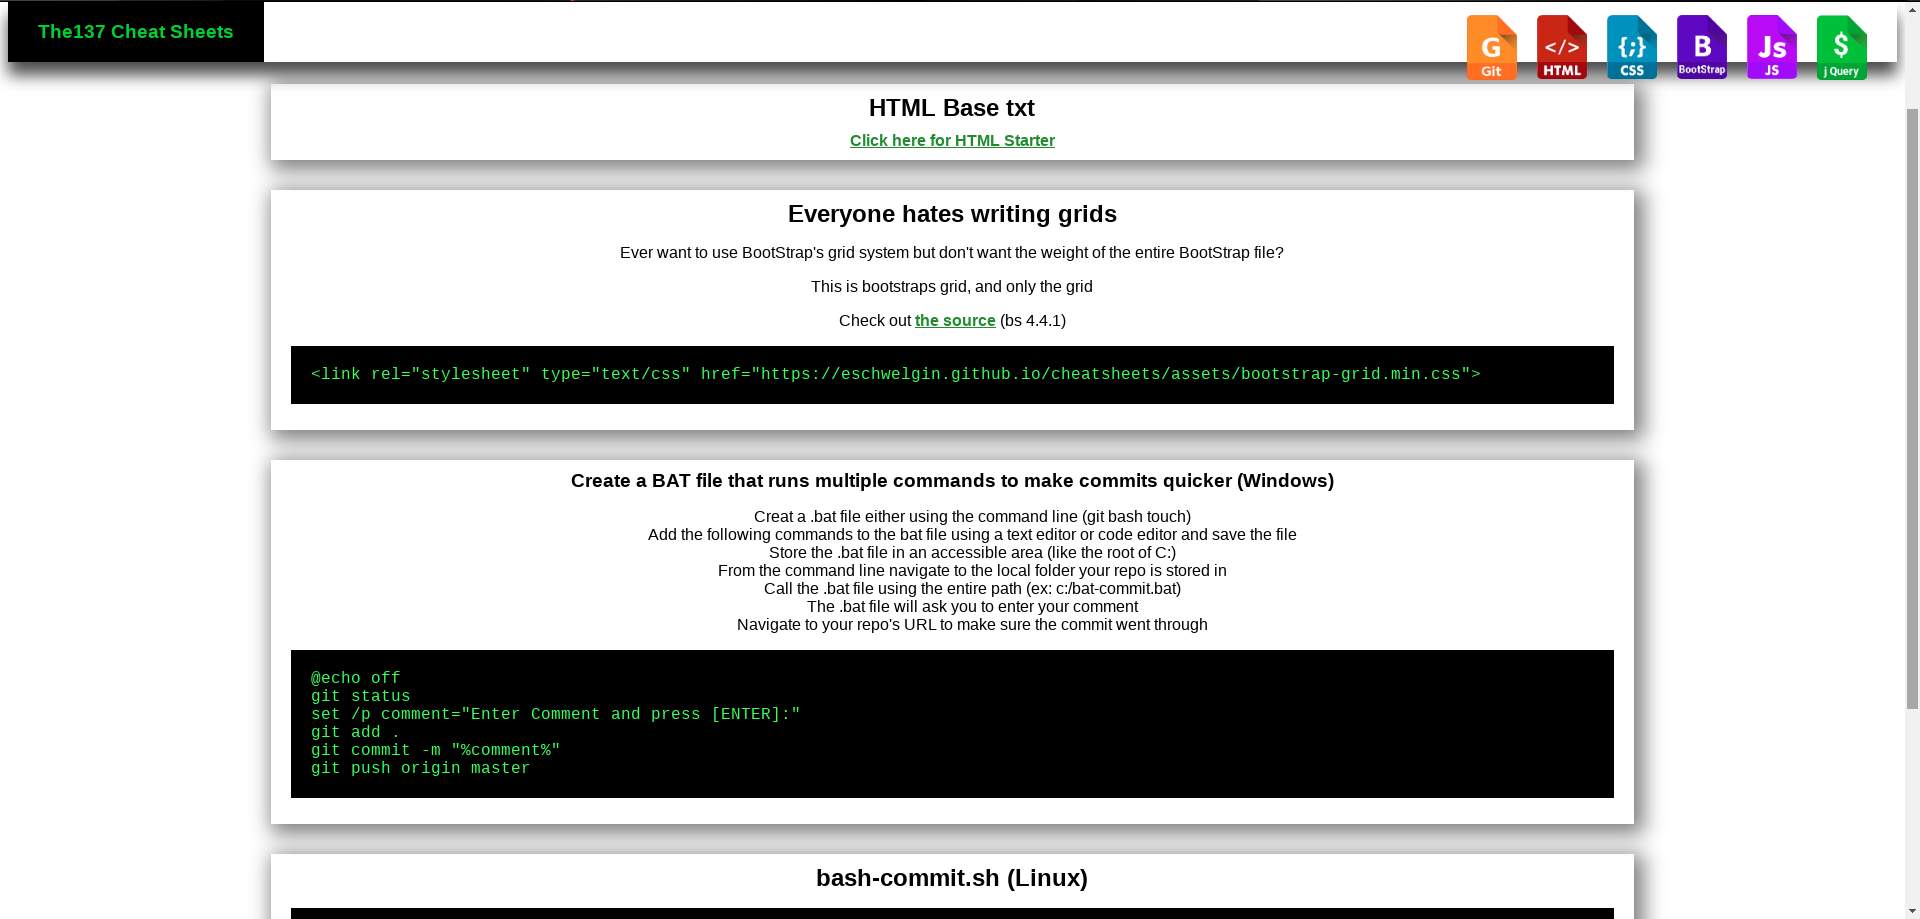 The137 Cheat Sheets
G
Git
</>
HTML
{;}
CSS
B
BootStrap
Js
JS
$
j Query
HTML Base txt
Click here for HTML Starter
Everyone hates writing grids
Ever want to use BootStrap's grid system but don't want the weight of the entire BootStrap file?
This is bootstraps grid, and only the grid
Check out the source (bs 4.4.1)
<link rel="stylesheet" type="text/css" href="https://eschwelgin.github.io/cheatsheets/assets/bootstrap-grid.min.css">
Create a BAT file that runs multiple commands to make commits quicker (Windows)
Creat a .bat file either using the command line (git bash touch)
Add the following commands to the bat file using a text editor or code editor and save the file
Store the .bat file in an accessible area (like the root of C:)
From the command line navigate to the local folder your repo is stored in
Call the .bat file using the entire path (ex: c:/bat-commit.bat)
The .bat file will ask you to enter your comment
Navigate to your repo's URL to make sure the commit went through
@echo off
git status
set /p comment="Enter Comment and press [ENTER]:"
git add .
git commit -m "%comment%"
git push origin master
bash-commit.sh (Linux)